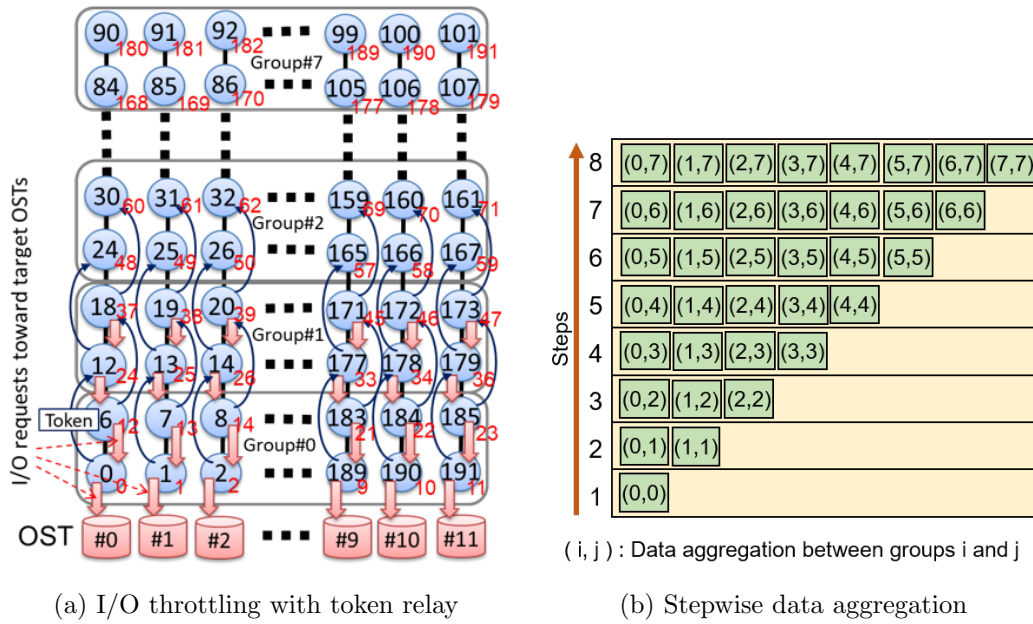 90 91 92 99 100 101
180 181 182 189 190 191
Group#7
84 85 86 105 106 107
168 169 170 177 178 179
30 31 32 159 160 161
60 61 62 69 70 71
Group#2
24 25 26 165 166 167
48 49 50 57 58 59
18 19 20 171 172 173
37 38 39 45 46 47
Group#1
12 13 14 177 178 179
24 25 26 33 34 36
Token
6 7 8 183 184 185
12 13 14 21 22 23
Group#0
0 1 2 189 190 191
0 1 2 9 10 11
OST #0 #1 #2 #9 #10 #11
I/O requests toward target OSTs
(a) I/O throttling with token relay
Steps
8 (0,7) (1,7) (2,7) (3,7) (4,7) (5,7) (6,7) (7,7)
7 (0,6) (1,6) (2,6) (3,6) (4,6) (5,6) (6,6)
6 (0,5) (1,5) (2,5) (3,5) (4,5) (5,5)
5 (0,4) (1,4) (2,4) (3,4) (4,4)
4 (0,3) (1,3) (2,3) (3,3)
3 (0,2) (1,2) (2,2)
2 (0,1) (1,1)
1 (0,0)
( i, j ) : Data aggregation between groups i and j
(b) Stepwise data aggregation